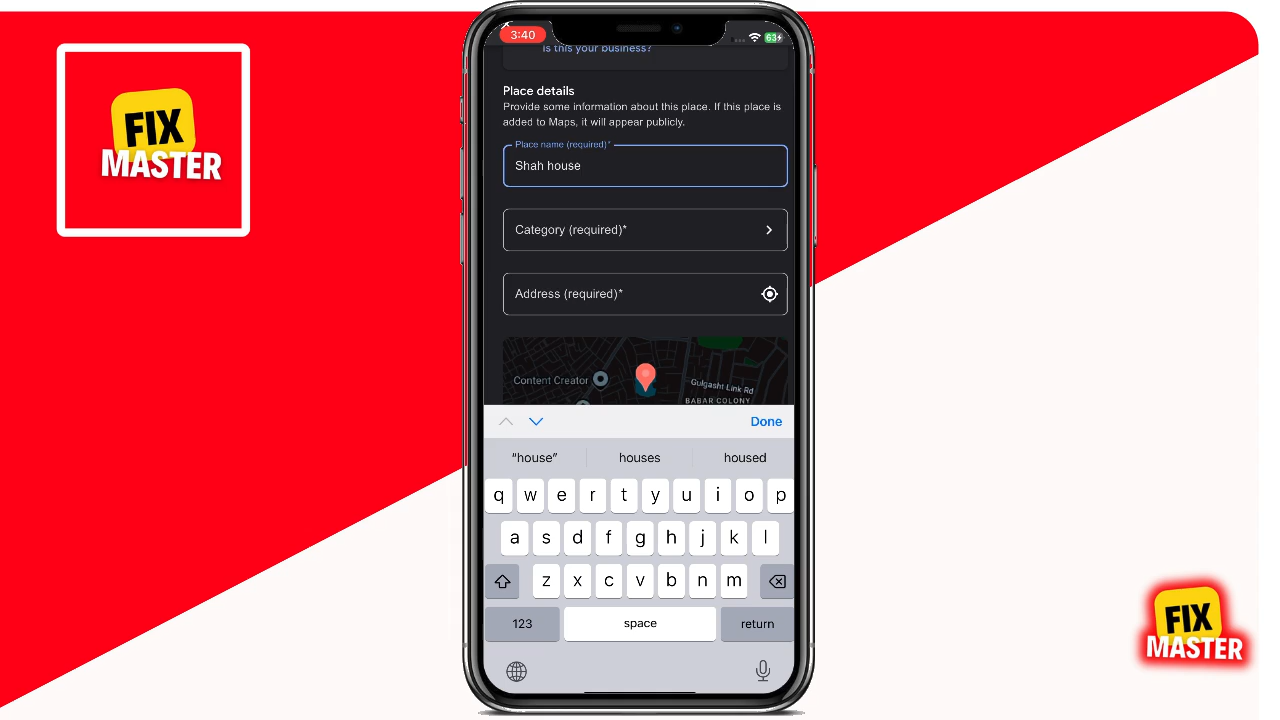 FIX
MASTER
3:40
63
Is this your business?
Place details
Provide some information about this place. If this place is
added to Maps, it will appear publicly.
Place name (required)*
Shah house
Category (required)*
Address (required)*
Content Creator
Gulgasht Link Rd
BABAR COLONY
Done
“house” houses housed
q w e r t y u i o p
a s d f g h j k l
z x c v b n m
123 space return
FIX
MASTER